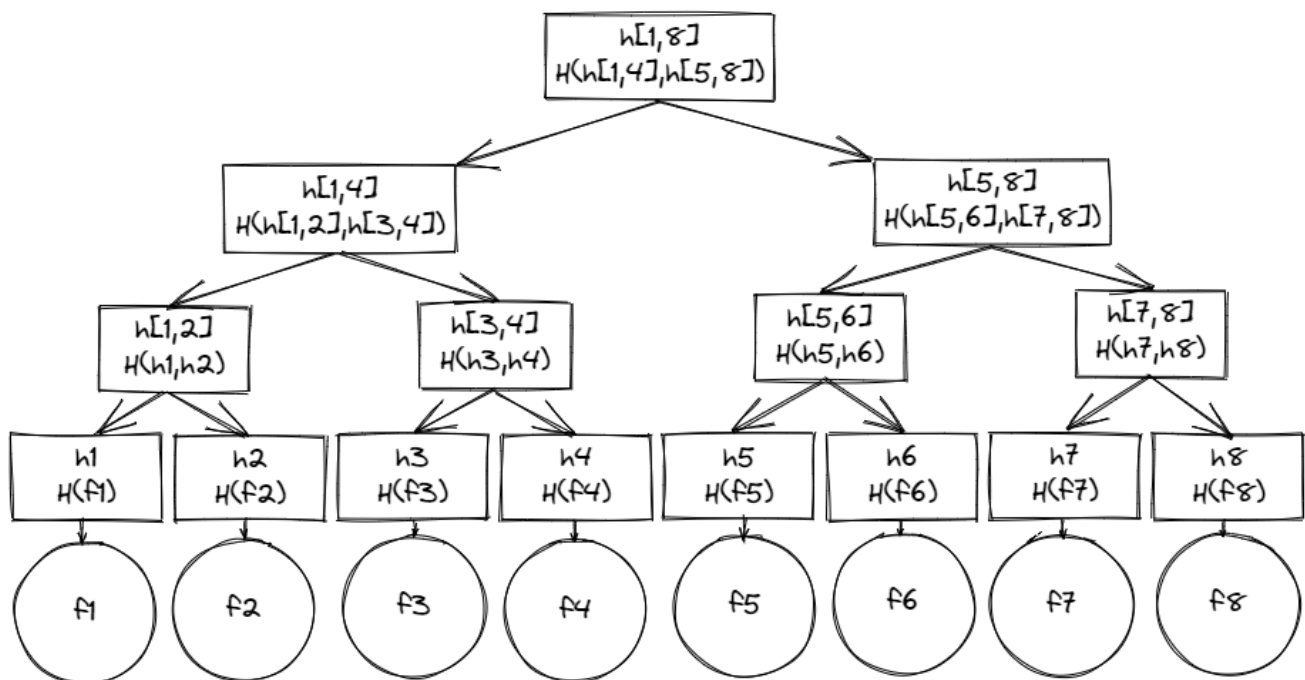 h[1,8]
H(h[1,4],h[5,8])
h[1,4]
H(h[1,2],h[3,4])
h[5,8]
H(h[5,6],h[7,8])
h[1,2]
H(h1,h2)
h[3,4]
H(h3,h4)
h[5,6]
H(h5,h6)
h[7,8]
H(h7,h8)
h1
H(f1)
h2
H(f2)
h3
H(f3)
h4
H(f4)
h5
H(f5)
h6
H(f6)
h7
H(f7)
h8
H(f8)
f1
f2
f3
f4
f5
f6
f7
f8